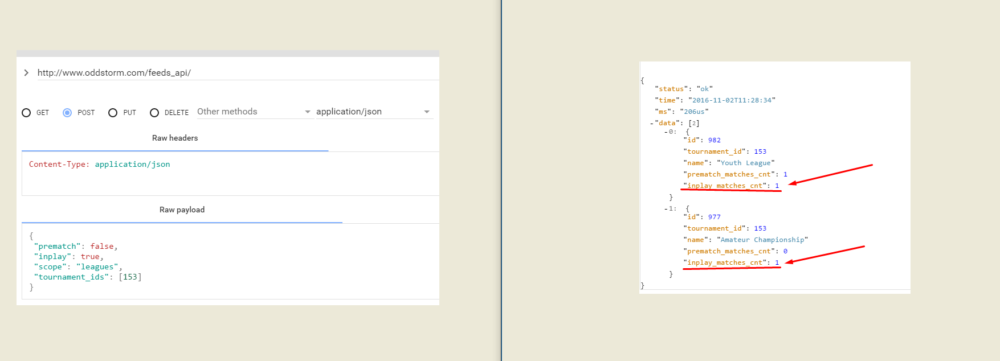 http://www.oddstorm.com/feeds_api/
GET POST PUT DELETE Other methods application/json
Raw headers
Content-Type: application/json
Raw payload
{
"prematch": false,
"inplay": true,
"scope": "leagues",
"tournament_ids": [153]
}
{
"status": "ok"
"time": "2016-11-02T11:28:34"
"ms": "206us"
-"data": [2]
-0: {
"id": 982
"tournament_id": 153
"name": "Youth League"
"prematch_matches_cnt": 1
"inplay_matches_cnt": 1
}
-1: {
"id": 977
"tournament_id": 153
"name": "Amateur Championship"
"prematch_matches_cnt": 0
"inplay_matches_cnt": 1
}
}